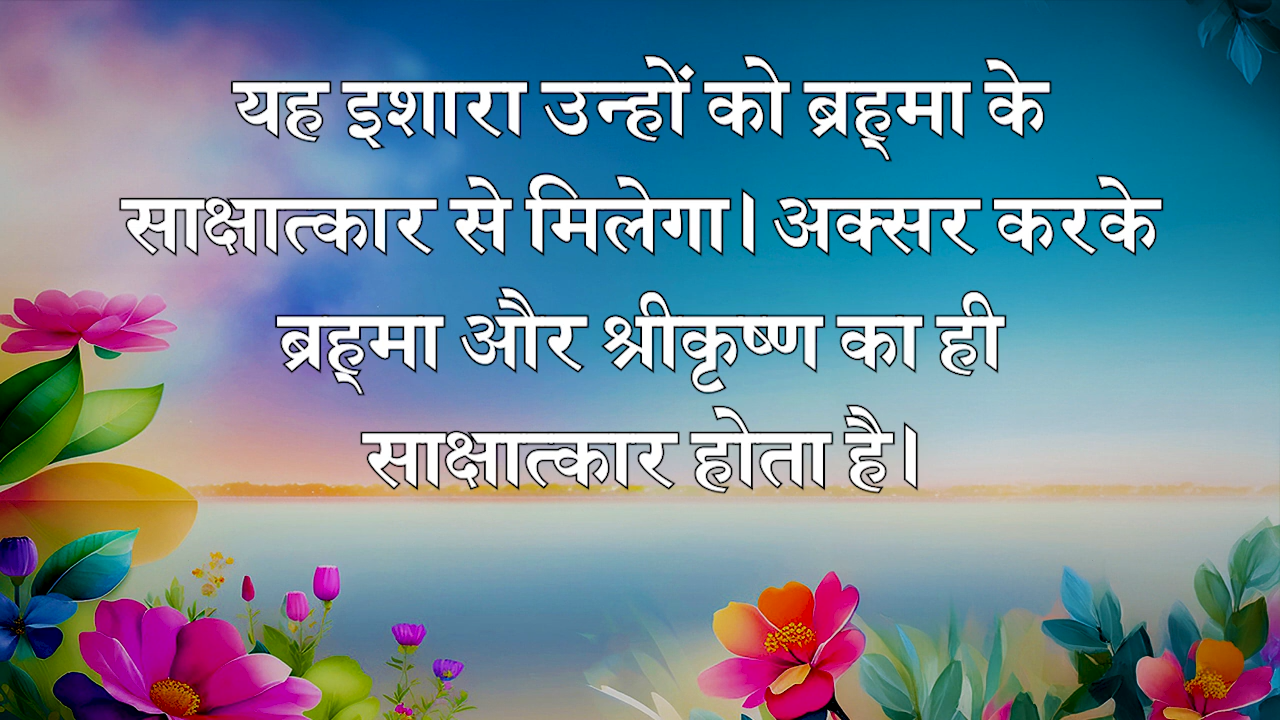 यह इशारा उन्हों को ब्रह्मा के
साक्षात्कार से मिलेगा। अक्सर करके
ब्रह्मा और श्रीकृष्ण का ही
साक्षात्कार होता है।